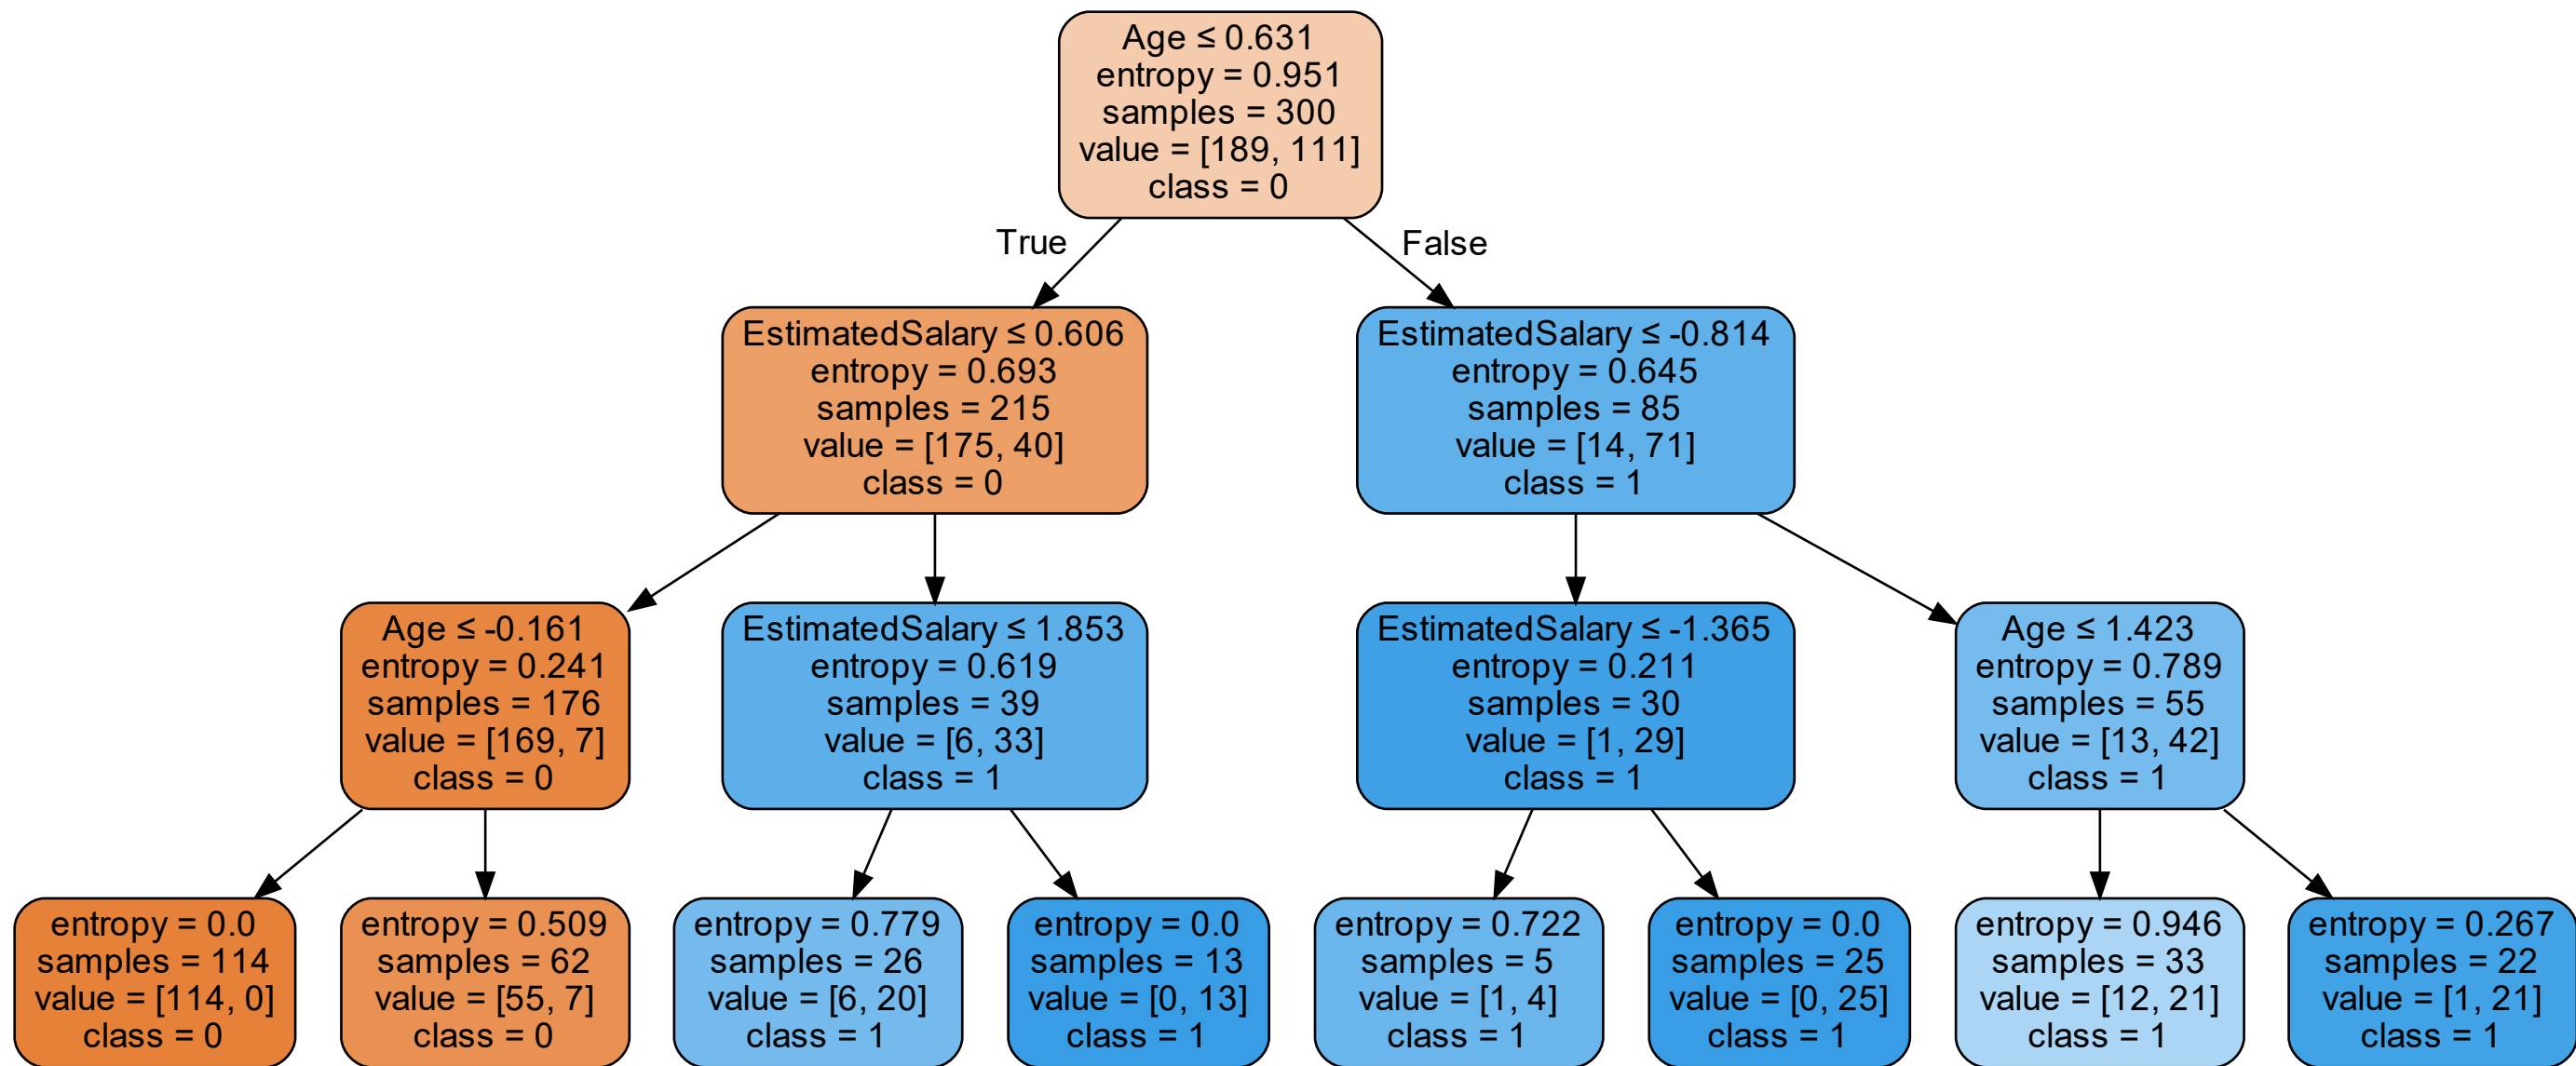 Age ≤ 0.631
entropy = 0.951
samples = 300
value = [189, 111]
class = 0
True
False
EstimatedSalary ≤ 0.606
entropy = 0.693
samples = 215
value = [175, 40]
class = 0
EstimatedSalary ≤ -0.814
entropy = 0.645
samples = 85
value = [14, 71]
class = 1
Age ≤ -0.161
entropy = 0.241
samples = 176
value = [169, 7]
class = 0
EstimatedSalary ≤ 1.853
entropy = 0.619
samples = 39
value = [6, 33]
class = 1
EstimatedSalary ≤ -1.365
entropy = 0.211
samples = 30
value = [1, 29]
class = 1
Age ≤ 1.423
entropy = 0.789
samples = 55
value = [13, 42]
class = 1
entropy = 0.0
samples = 114
value = [114, 0]
class = 0
entropy = 0.509
samples = 62
value = [55, 7]
class = 0
entropy = 0.779
samples = 26
value = [6, 20]
class = 1
entropy = 0.0
samples = 13
value = [0, 13]
class = 1
entropy = 0.722
samples = 5
value = [1, 4]
class = 1
entropy = 0.0
samples = 25
value = [0, 25]
class = 1
entropy = 0.946
samples = 33
value = [12, 21]
class = 1
entropy = 0.267
samples = 22
value = [1, 21]
class = 1